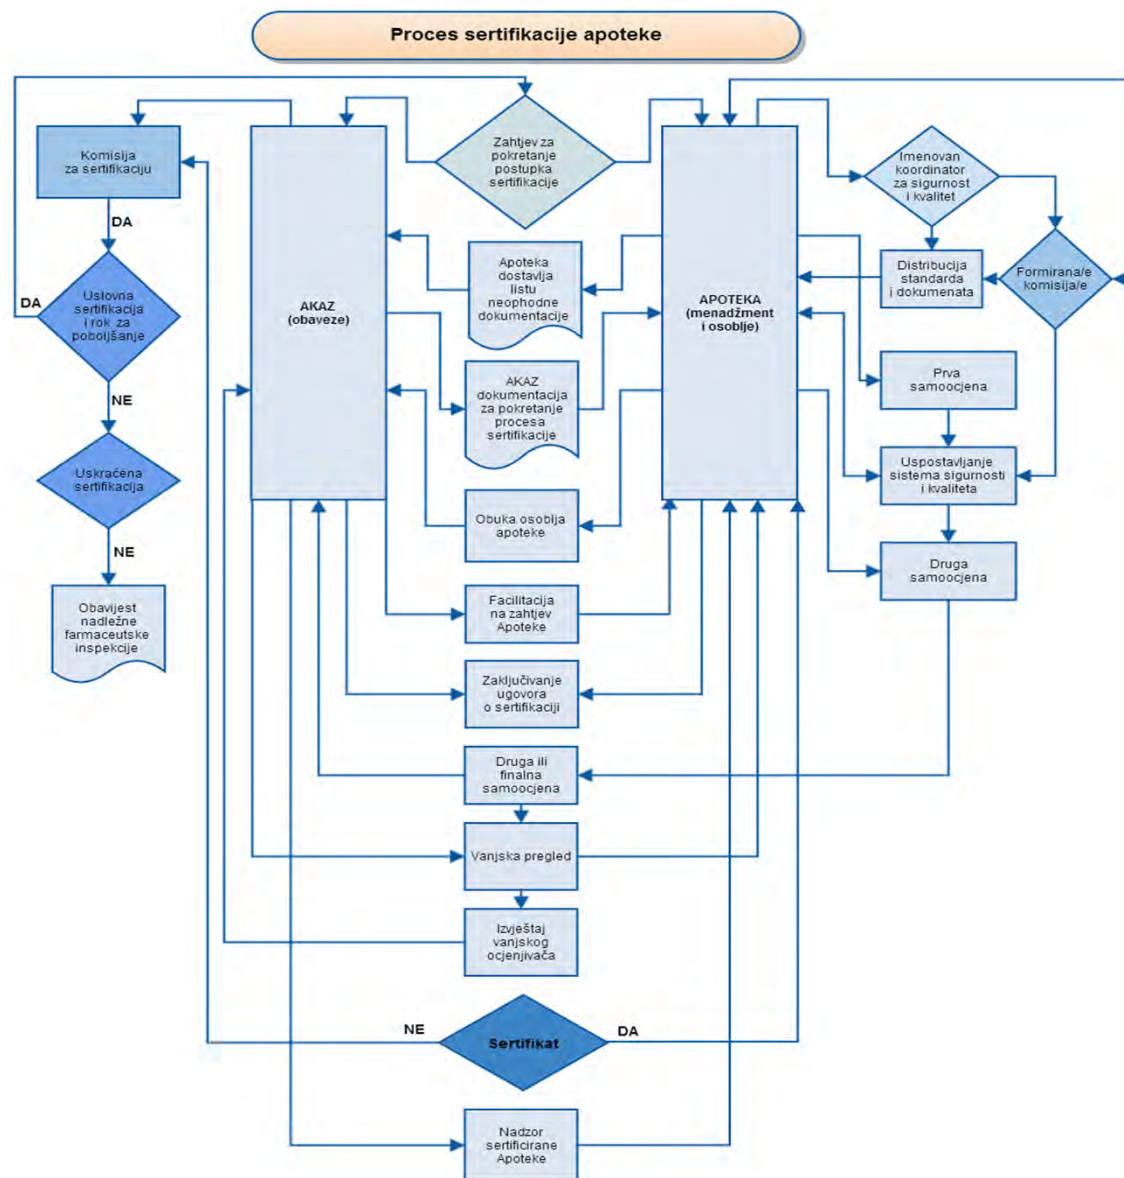 Proces sertifikacije apoteke
Komisija
za sertifikaciju
DA
Uslovna
sertifikacija
i rok za
poboljšanje
DA
NE
Uskraćena
sertifikacija
NE
Obavijest
nadležne
farmaceutske
inspekcije
AKAZ
(obaveze)
Zahtjev za
pokretanje
postupka
sertifikacije
Apoteka
dostavlja
listu
neophodne
dokumentacije
AKAZ
dokumentacija
za pokretanje
procesa
sertifikacije
Obuka osoblja
apoteke
Facilitacija
na zahtjev
Apoteke
Zaključivanje
ugovora
o sertifikaciji
Druga ili
finalna
samoocjena
Vanjska pregled
Izvještaj
vanjskog
ocjenjivača
NE
Sertifikat
DA
Nadzor
sertificirane
Apoteke
APOTEKA
(menadžment
i osoblje)
Imenovan
koordinator
za sigurnost
i kvalitet
Distribucija
standarda
i dokumenata
Formirana/e
komisija/e
Prva
samoocjena
Uspostavljanje
sistema sigurnosti
i kvaliteta
Druga
samoocjena